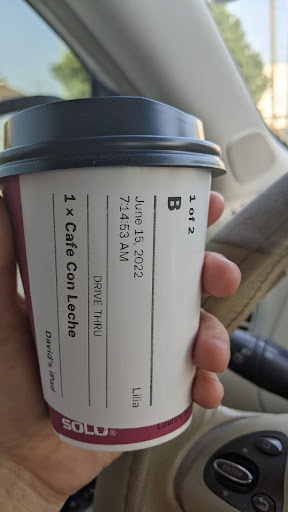 1 of 2
B
June 15, 2022
7:14:53 AM
Lilia
DRIVE THRU
1 x Cafe Con Leche
David's iPad
SOLO®
ENTER